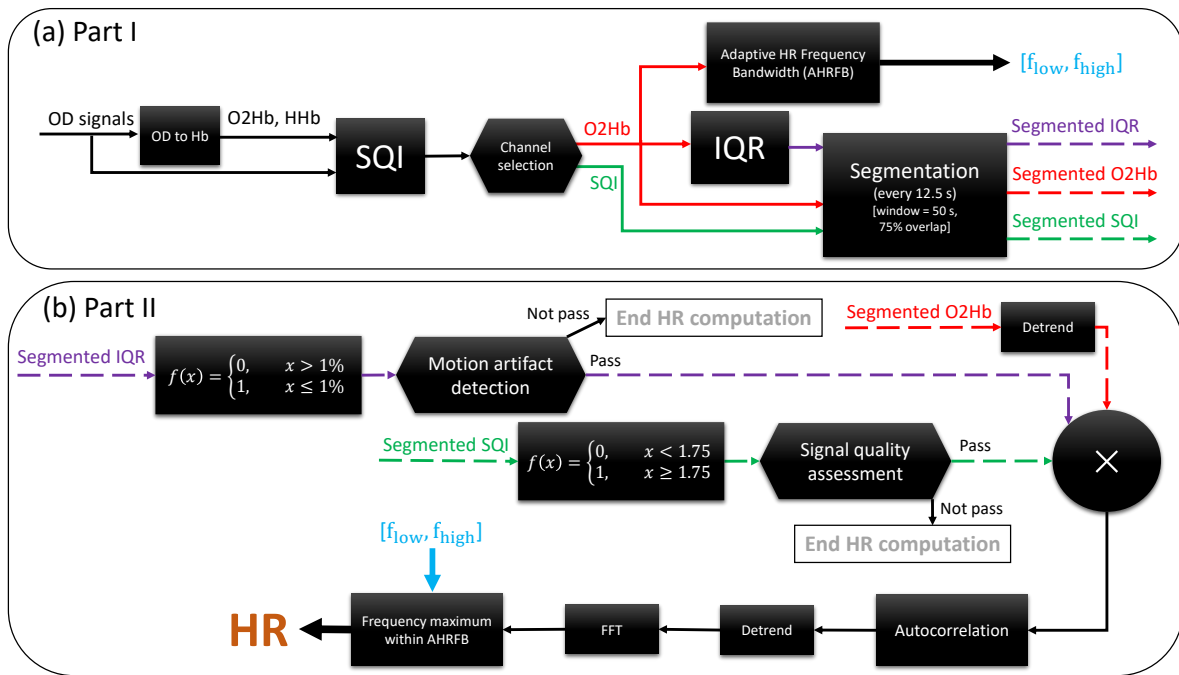 (a) Part I
Adaptive HR Frequency
Bandwidth (AHRFB)
[f_low, f_high]
OD signals
OD to Hb
O2Hb, HHb
SQI
Channel
selection
O2Hb
SQI
IQR
Segmentation
(every 12.5 s)
[window = 50 s,
75% overlap]
Segmented IQR
Segmented O2Hb
Segmented SQI
(b) Part II
Not pass
End HR computation
Segmented O2Hb
Detrend
Segmented IQR
f(x) = {0, x > 1%
1, x ≤ 1%
Motion artifact
detection
Pass
Segmented SQI
f(x) = {0, x < 1.75
1, x ≥ 1.75
Signal quality
assessment
Pass
×
Not pass
End HR computation
[f_low, f_high]
HR
Frequency maximum
within AHRFB
FFT
Detrend
Autocorrelation